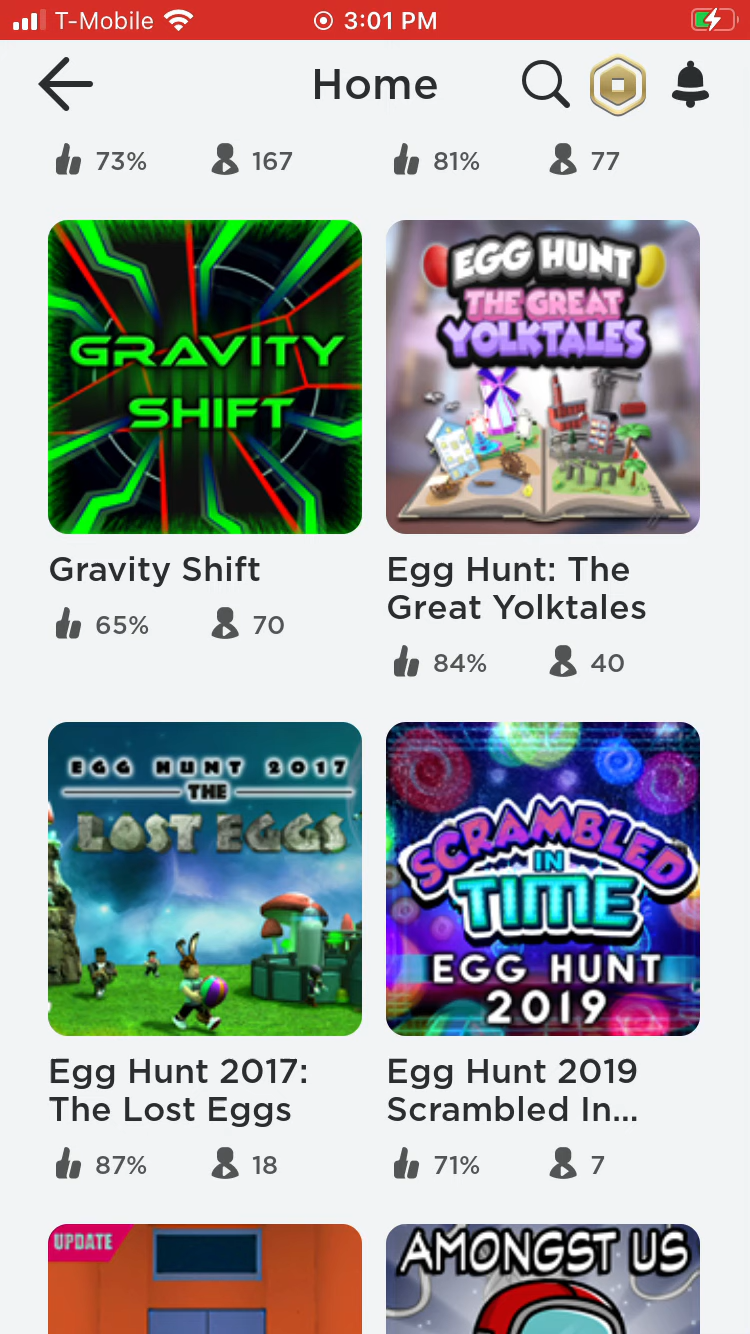 T-Mobile 3:01 PM
Home
73% 167 81% 77
GRAVITY
SHIFT
EGG HUNT
THE GREAT
YOLKTALES
Gravity Shift
65% 70
Egg Hunt: The
Great Yolktales
84% 40
EGG HUNT 2017
THE
LOST EGGS
SCRAMBLED
IN
TIME
EGG HUNT
2019
Egg Hunt 2017:
The Lost Eggs
87% 18
Egg Hunt 2019
Scrambled In...
71% 7
UPDATE
AMONGST US